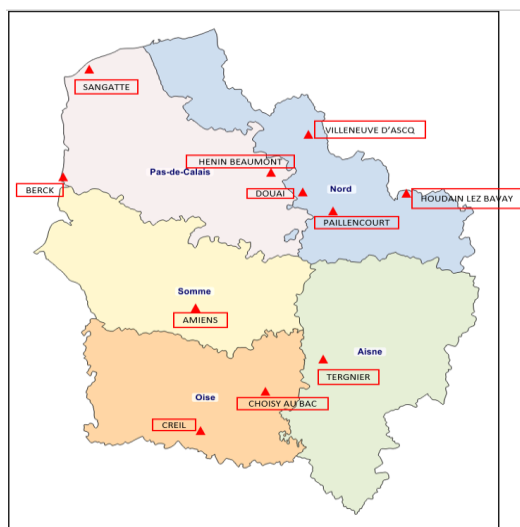 SANGATTE
VILLENEUVE D'ASCQ
HENIN BEAUMONT
Pas-de-Calais
BERCK
DOUAI
Nord
HOUDAIN LEZ BAVAY
PAILLENCOURT
Somme
AMIENS
Aisne
TERGNIER
Oise
CHOISY AU BAC
CREIL